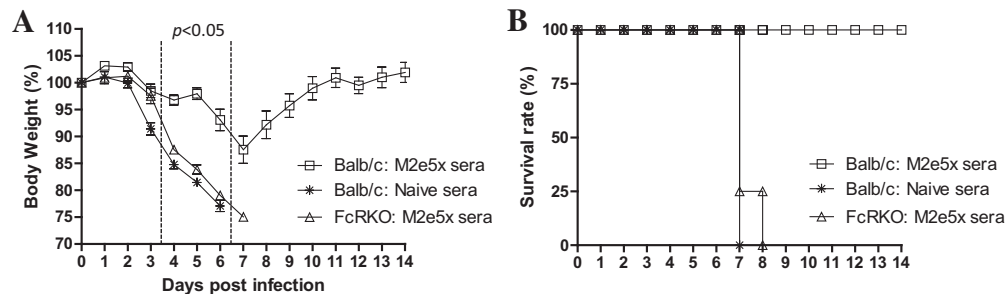 A
p<0.05
Body Weight (%)
110
105
100
95
90
85
80
75
70
0 1 2 3 4 5 6 7 8 9 10 11 12 13 14
Days post infection
Balb/c: M2e5x sera
Balb/c: Naive sera
FcRKO: M2e5x sera
B
Survival rate (%)
100
75
50
25
0
0 1 2 3 4 5 6 7 8 9 10 11 12 13 14
Balb/c: M2e5x sera
Balb/c: Naive sera
FcRKO: M2e5x sera